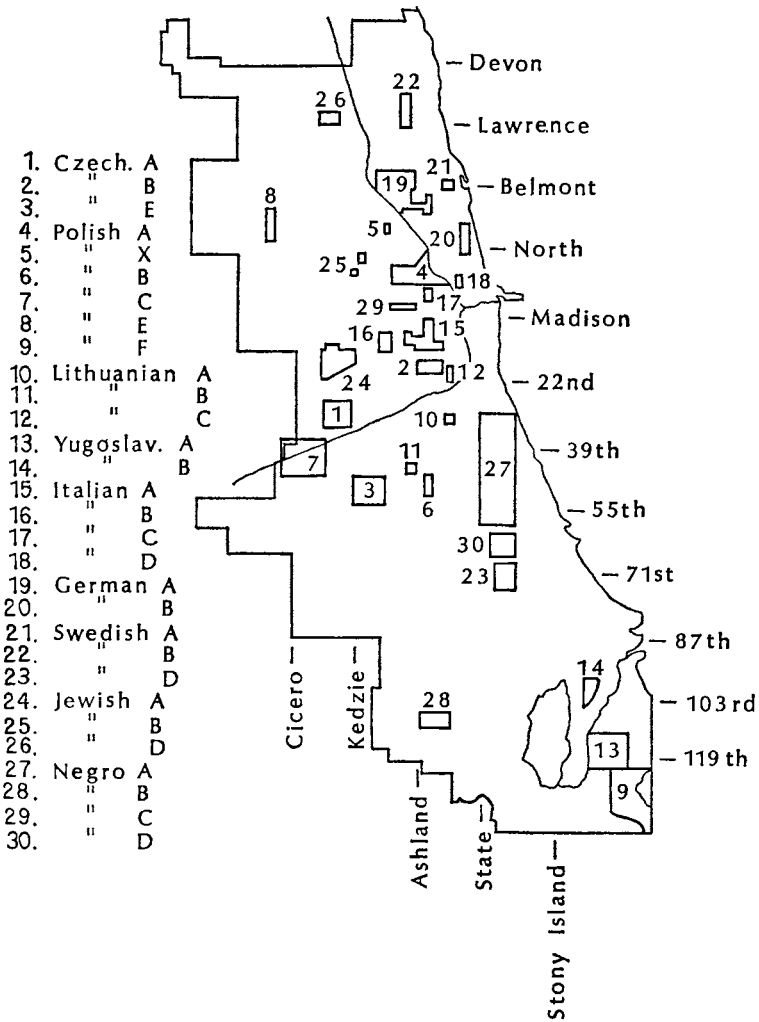 1. Czech. A
2. " B
3. " E
4. Polish A
5. " X
6. " B
7. " C
8. " E
9. " F
10. Lithuanian A
11. " B
12. " C
13. Yugoslav. A
14. " B
15. Italian A
16. " B
17. " C
18. " D
19. German A
20. " B
21. Swedish A
22. " B
23. " D
24. Jewish A
25. " B
26. " D
27. Negro A
28. " B
29. " C
30. " D
Devon
22
26
Lawrence
21
Belmont
19
8
5
20
North
25
4
18
17
29
Madison
15
16
2
12
24
22nd
1
10
39th
7
11
27
3
6
55th
30
23
71st
87th
14
103rd
28
13
119th
9
Cicero
Kedzie
Ashland
State
Stony Island